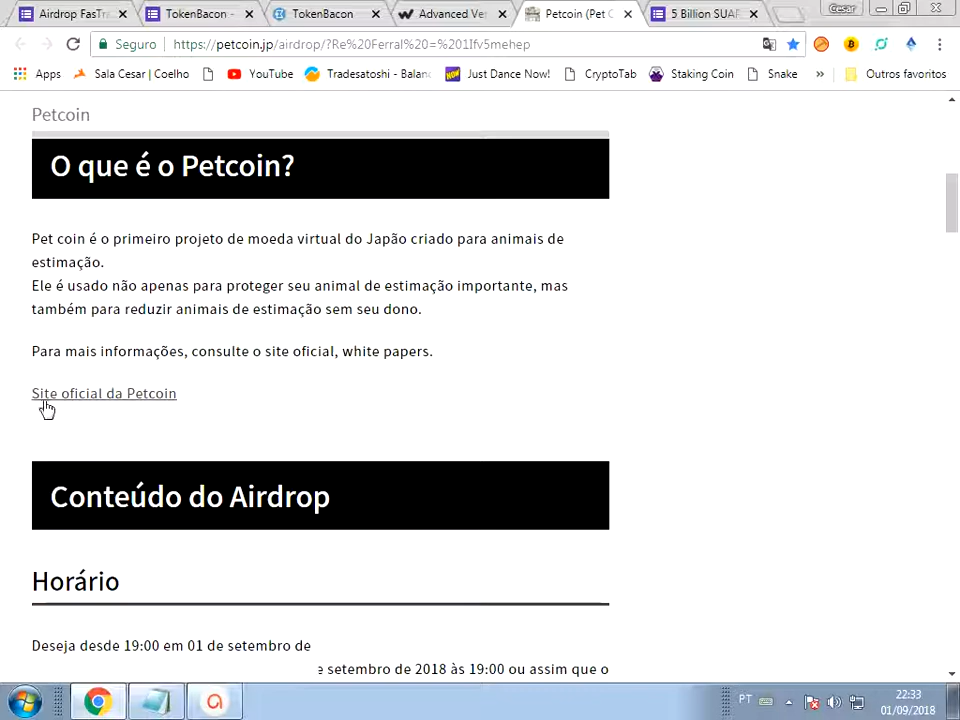 Airdrop FasTra
TokenBacon -
TokenBacon
Advanced Ve
Petcoin (Pet C
5 Billion SUAF
Cesar
Seguro
https://petcoin.jp/airdrop/?Re%20Ferral%20=%201Ifv5mehep
Apps
Sala Cesar | Coelho
YouTube
Tradesatoshi - Balan
Just Dance Now!
CryptoTab
Staking Coin
Snake
»
Outros favoritos
Petcoin
O que é o Petcoin?
Pet coin é o primeiro projeto de moeda virtual do Japão criado para animais de
estimação.
Ele é usado não apenas para proteger seu animal de estimação importante, mas
também para reduzir animais de estimação sem seu dono.
Para mais informações, consulte o site oficial, white papers.
Site oficial da Petcoin
Conteúdo do Airdrop
Horário
Deseja desde 19:00 em 01 de setembro de
e setembro de 2018 às 19:00 ou assim que o
PT
22:33
01/09/2018